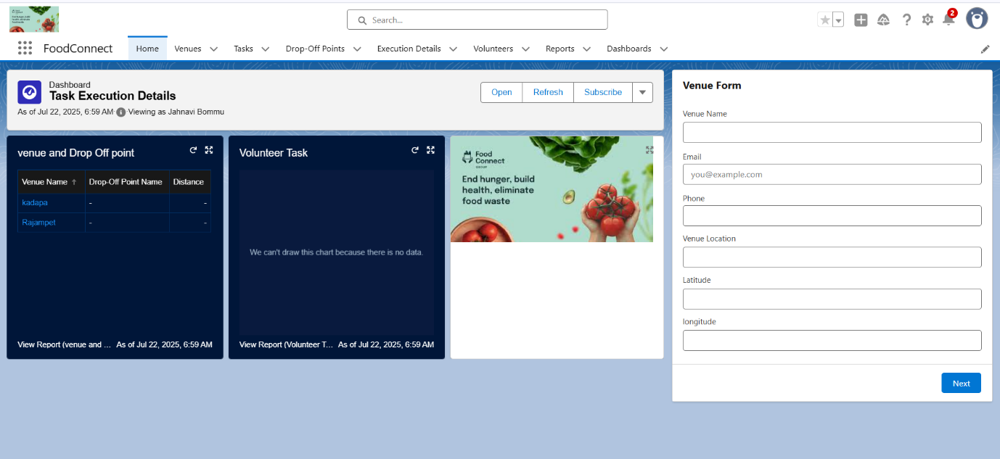 Search...
2
FoodConnect
Home
Venues
Tasks
Drop-Off Points
Execution Details
Volunteers
Reports
Dashboards
Dashboard
Task Execution Details
As of Jul 22, 2025, 6:59 AM·Viewing as Jahnavi Bommu
Open
Refresh
Subscribe
venue and Drop Off point
Venue Name ↑ Drop-Off Point Name Distance
kadapa - -
Rajampet - -
View Report (venue and ... As of Jul 22, 2025, 6:59 AM
Volunteer Task
We can't draw this chart because there is no data.
View Report (Volunteer T... As of Jul 22, 2025, 6:59 AM
Food
Connect
GROUP
End hunger, build
health, eliminate
food waste
Venue Form
Venue Name
Email
you@example.com
Phone
Venue Location
Latitude
longitude
Next